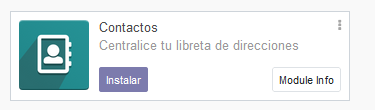 Contactos
Centralice tu libreta de direcciones
Instalar
Module Info